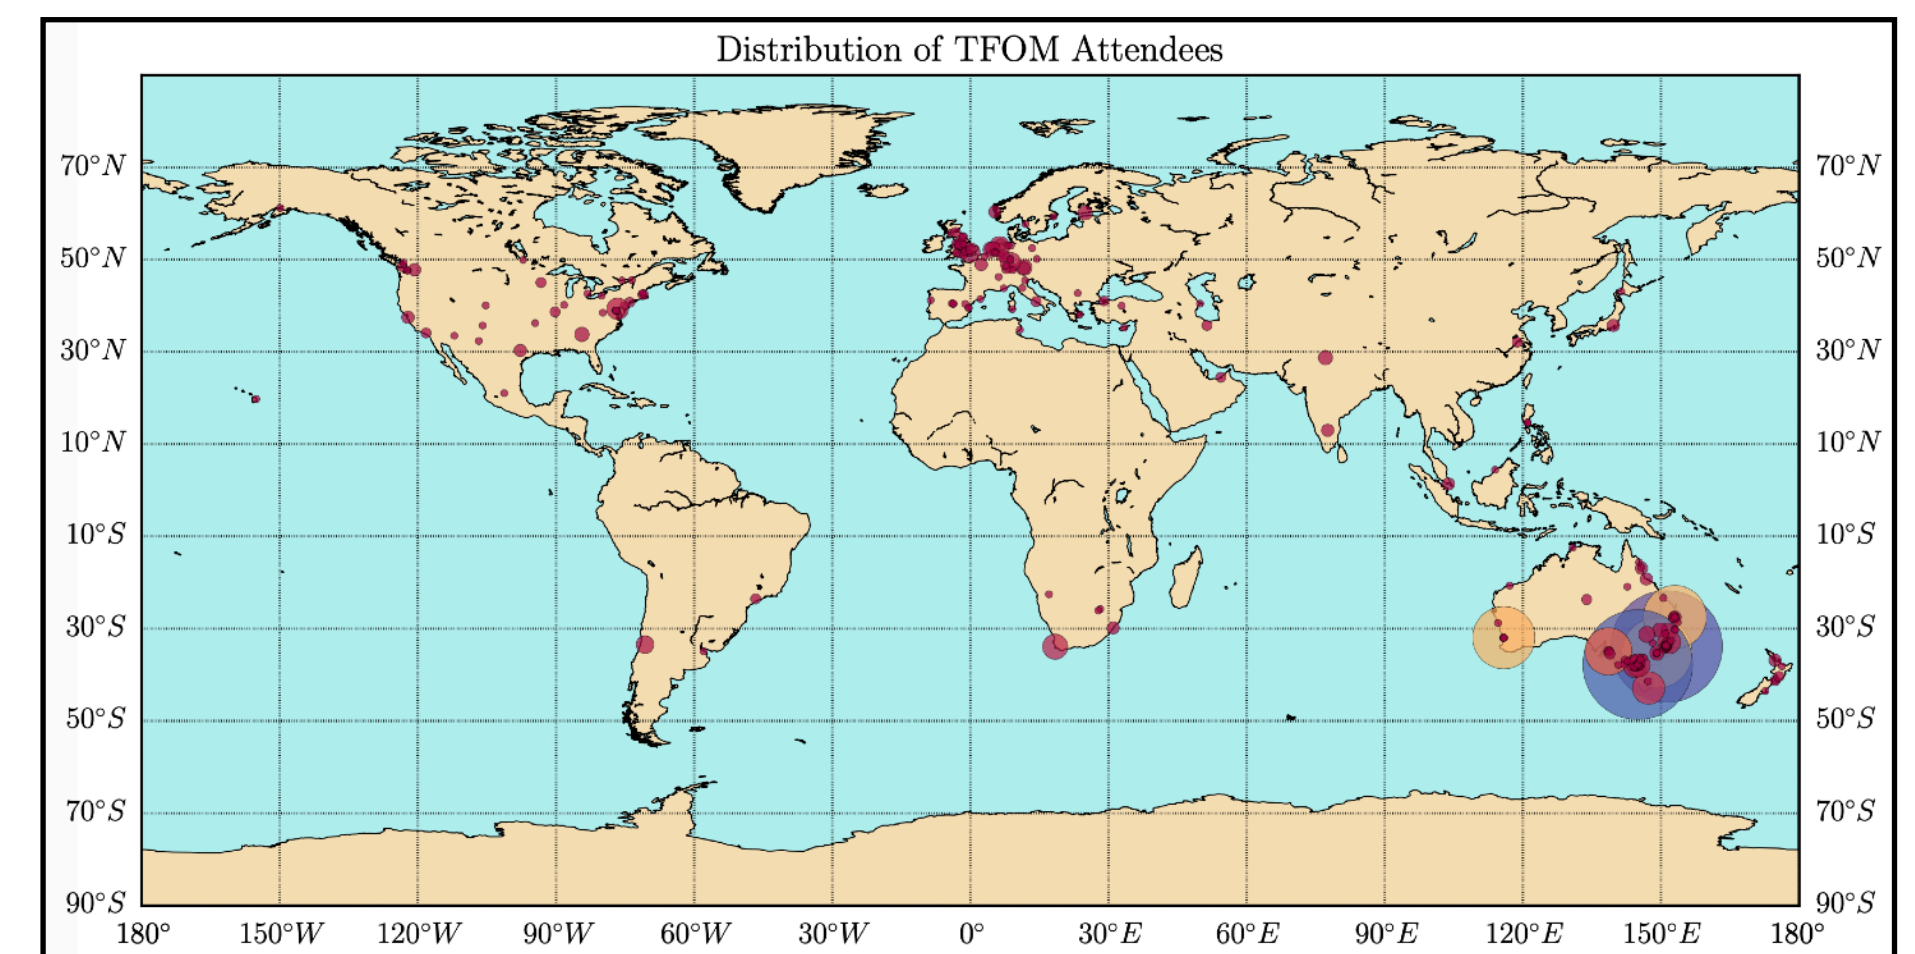 Distribution of TFOM Attendees
70°N 70°N
50°N 50°N
30°N 30°N
10°N 10°N
10°S 10°S
30°S 30°S
50°S 50°S
70°S 70°S
90°S 90°S
180° 150°W 120°W 90°W 60°W 30°W 0° 30°E 60°E 90°E 120°E 150°E 180°